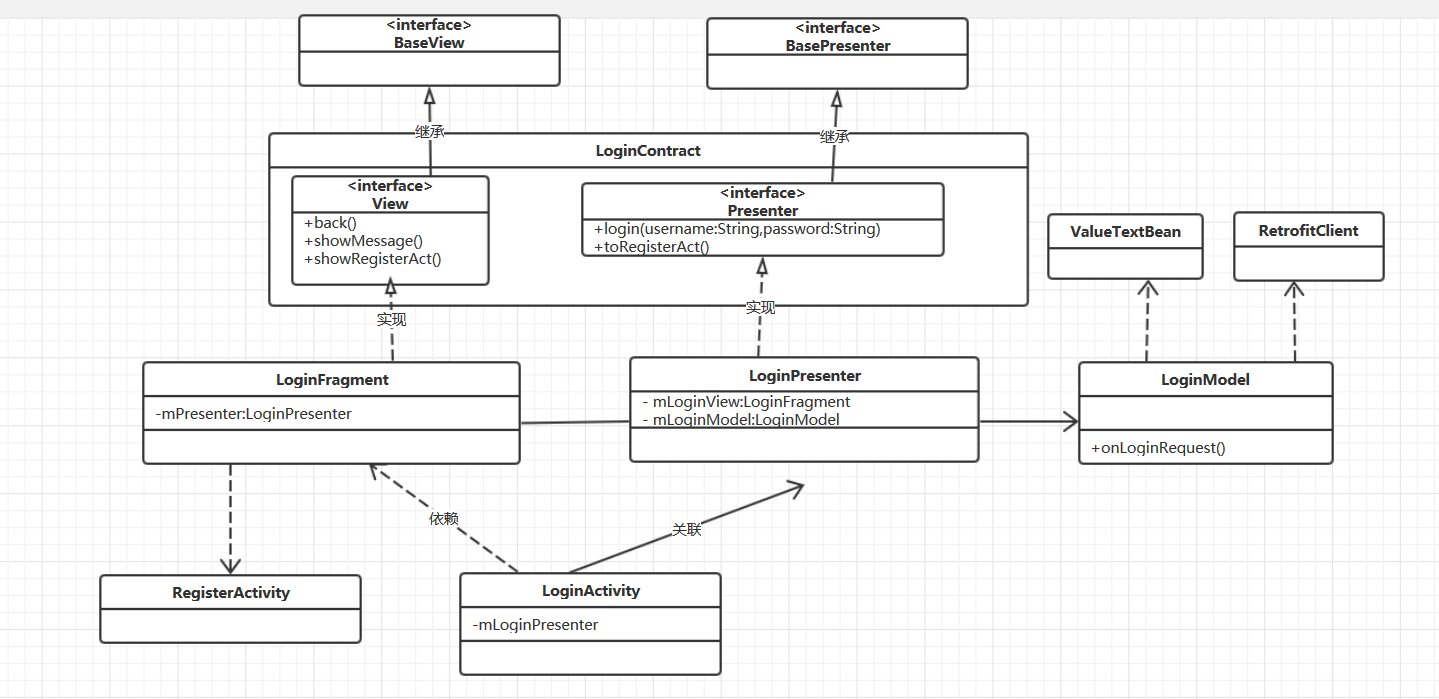 <interface>
BaseView
<interface>
BasePresenter
继承
继承
LoginContract
<interface>
View
+back()
+showMessage()
+showRegisterAct()
<interface>
Presenter
+login(username:String,password:String)
+toRegisterAct()
ValueTextBean
RetrofitClient
实现
实现
LoginFragment
-mPresenter:LoginPresenter
LoginPresenter
- mLoginView:LoginFragment
- mLoginModel:LoginModel
LoginModel
+onLoginRequest()
依赖
关联
RegisterActivity
LoginActivity
-mLoginPresenter